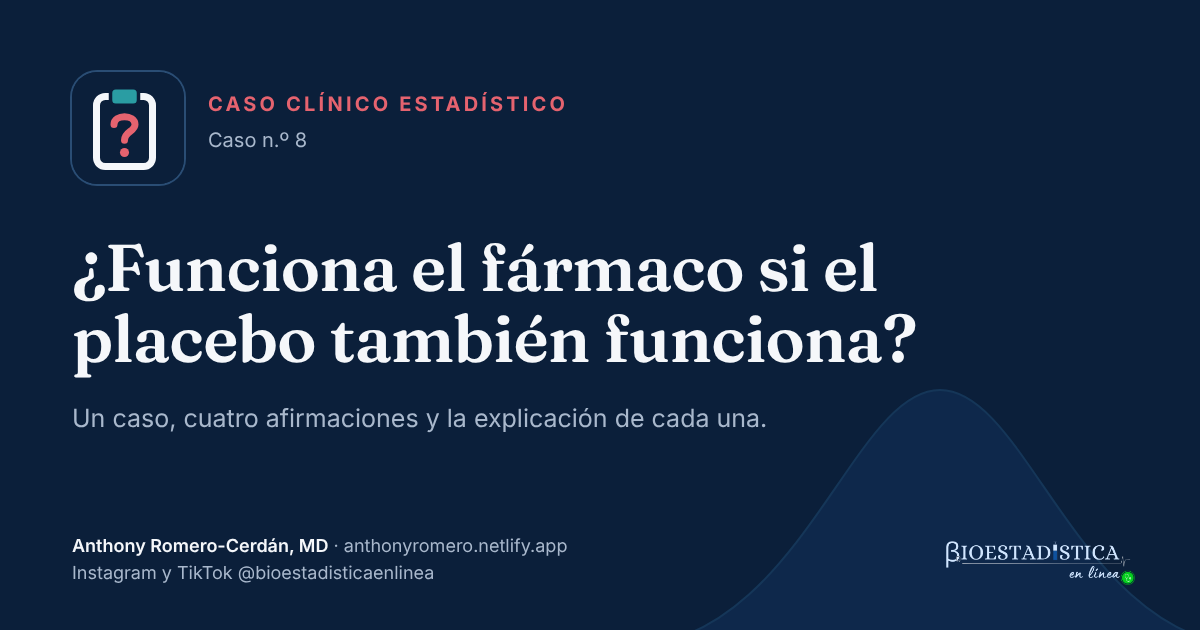 CASO CLÍNICO ESTADÍSTICO
Caso n.º 8
¿Funciona el fármaco si el
placebo también funciona?
Un caso, cuatro afirmaciones y la explicación de cada una.
Anthony Romero-Cerdán, MD · anthonyromero.netlify.app
Instagram y TikTok @bioestadisticaenlinea
βIOESTADÍSTICA
en línea